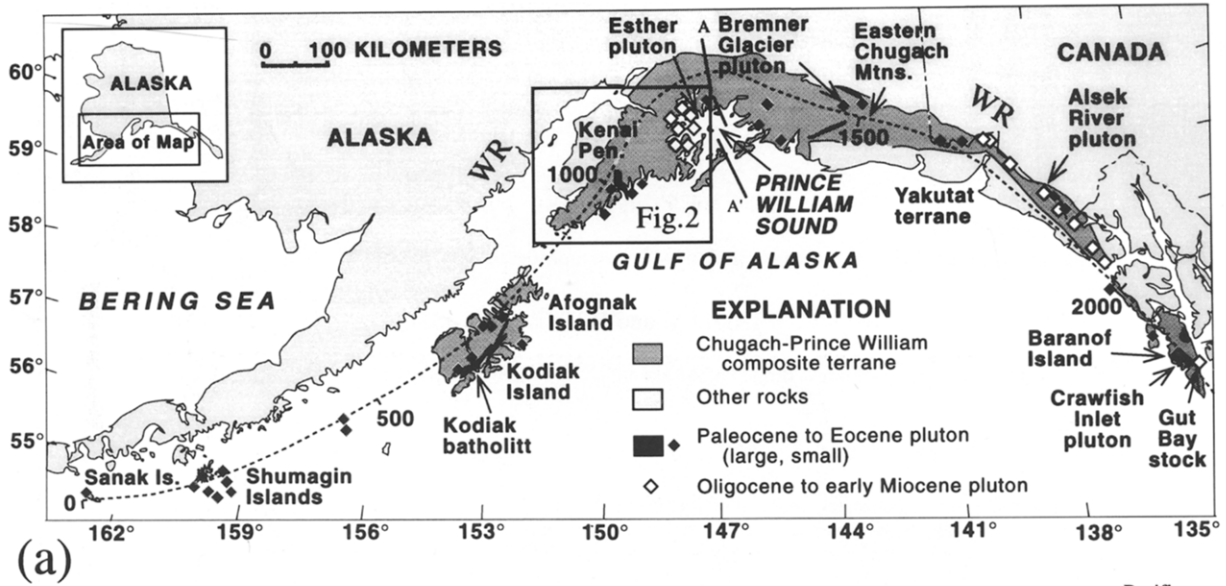 0 100 KILOMETERS
Esther
pluton
A
Bremner
Glacier
pluton
Eastern
Chugach
Mtns.
CANADA
60°
ALASKA
Area of Map
ALASKA
WR
Kenai
Pen.
1000
Fig.2
A'
PRINCE
WILLIAM
SOUND
1500
WR
Alsek
River
pluton
Yakutat
terrane
59°
58°
GULF OF ALASKA
57°
BERING SEA
Afognak
Island
EXPLANATION
2000
Chugach-Prince William
composite terrane
Baranof
Island
56°
Kodiak
Island
Other rocks
Crawfish
Inlet
pluton
Gut
Bay
stock
500
Kodiak
batholitt
Paleocene to Eocene pluton
(large, small)
55°
Sanak Is.
Shumagin
Islands
Oligocene to early Miocene pluton
0
162°
159°
156°
153°
150°
147°
144°
141°
138°
135°
(a)